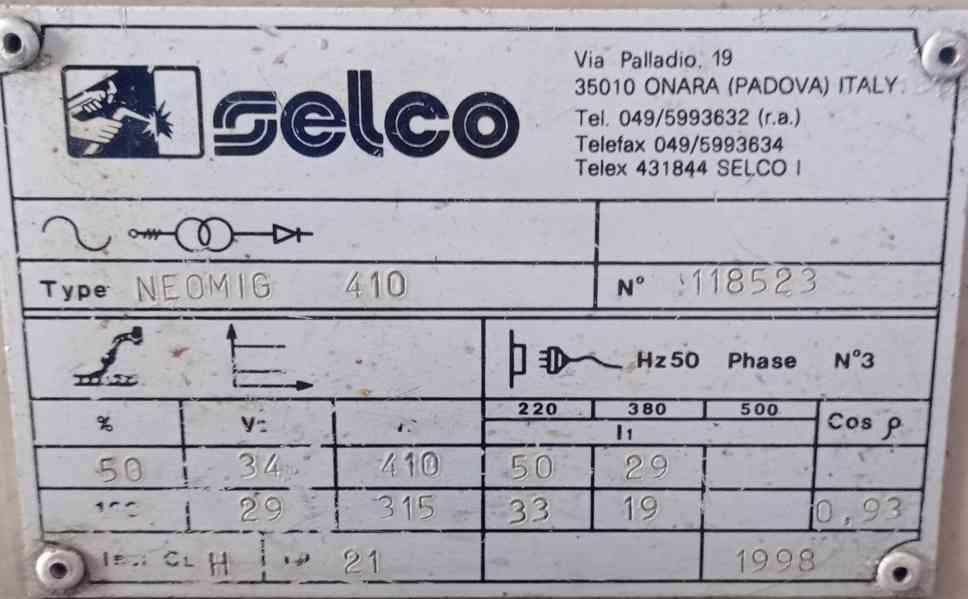 selco
Via Palladio, 19
35010 ONARA (PADOVA) ITALY
Tel. 049/5993632 (r.a.)
Telefax 049/5993634
Telex 431844 SELCO I
Type NEOMIG 410 N° 118523
Hz50 Phase N°3
220 380 500
% I1 Cos ρ
50 34 410 50 29
29 315 33 19 0,93
CL H 21 1998